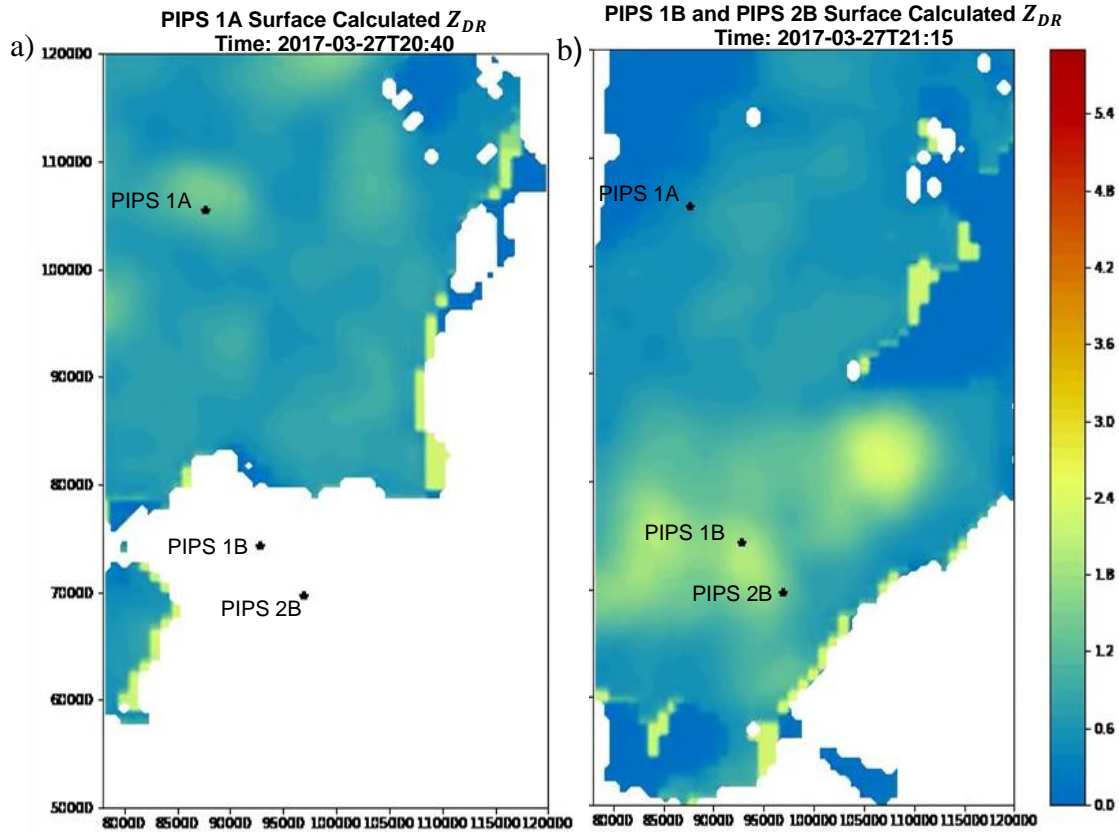 PIPS 1A Surface Calculated Z_DR
Time: 2017-03-27T20:40
a)
120000
110000
100000
90000
80000
70000
60000
50000
PIPS 1A
PIPS 1B
PIPS 2B
80000 85000 90000 95000 100000 105000 110000 115000 120000
PIPS 1B and PIPS 2B Surface Calculated Z_DR
Time: 2017-03-27T21:15
b)
PIPS 1A
PIPS 1B
PIPS 2B
80000 85000 90000 95000 100000 105000 110000 115000 120000
5.4
4.8
4.2
3.6
3.0
2.4
1.8
1.2
0.6
0.0